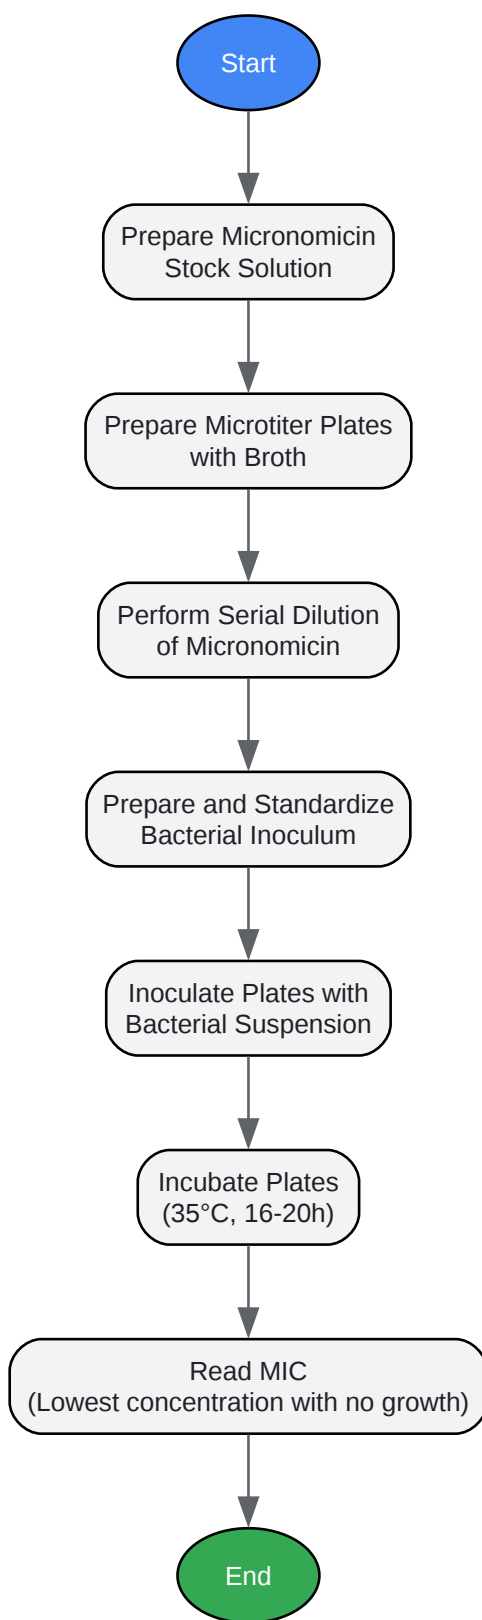 Start
Prepare Micronomicin
Stock Solution
Prepare Microtiter Plates
with Broth
Perform Serial Dilution
of Micronomicin
Prepare and Standardize
Bacterial Inoculum
Inoculate Plates with
Bacterial Suspension
Incubate Plates
(35°C, 16-20h)
Read MIC
(Lowest concentration with no growth)
End